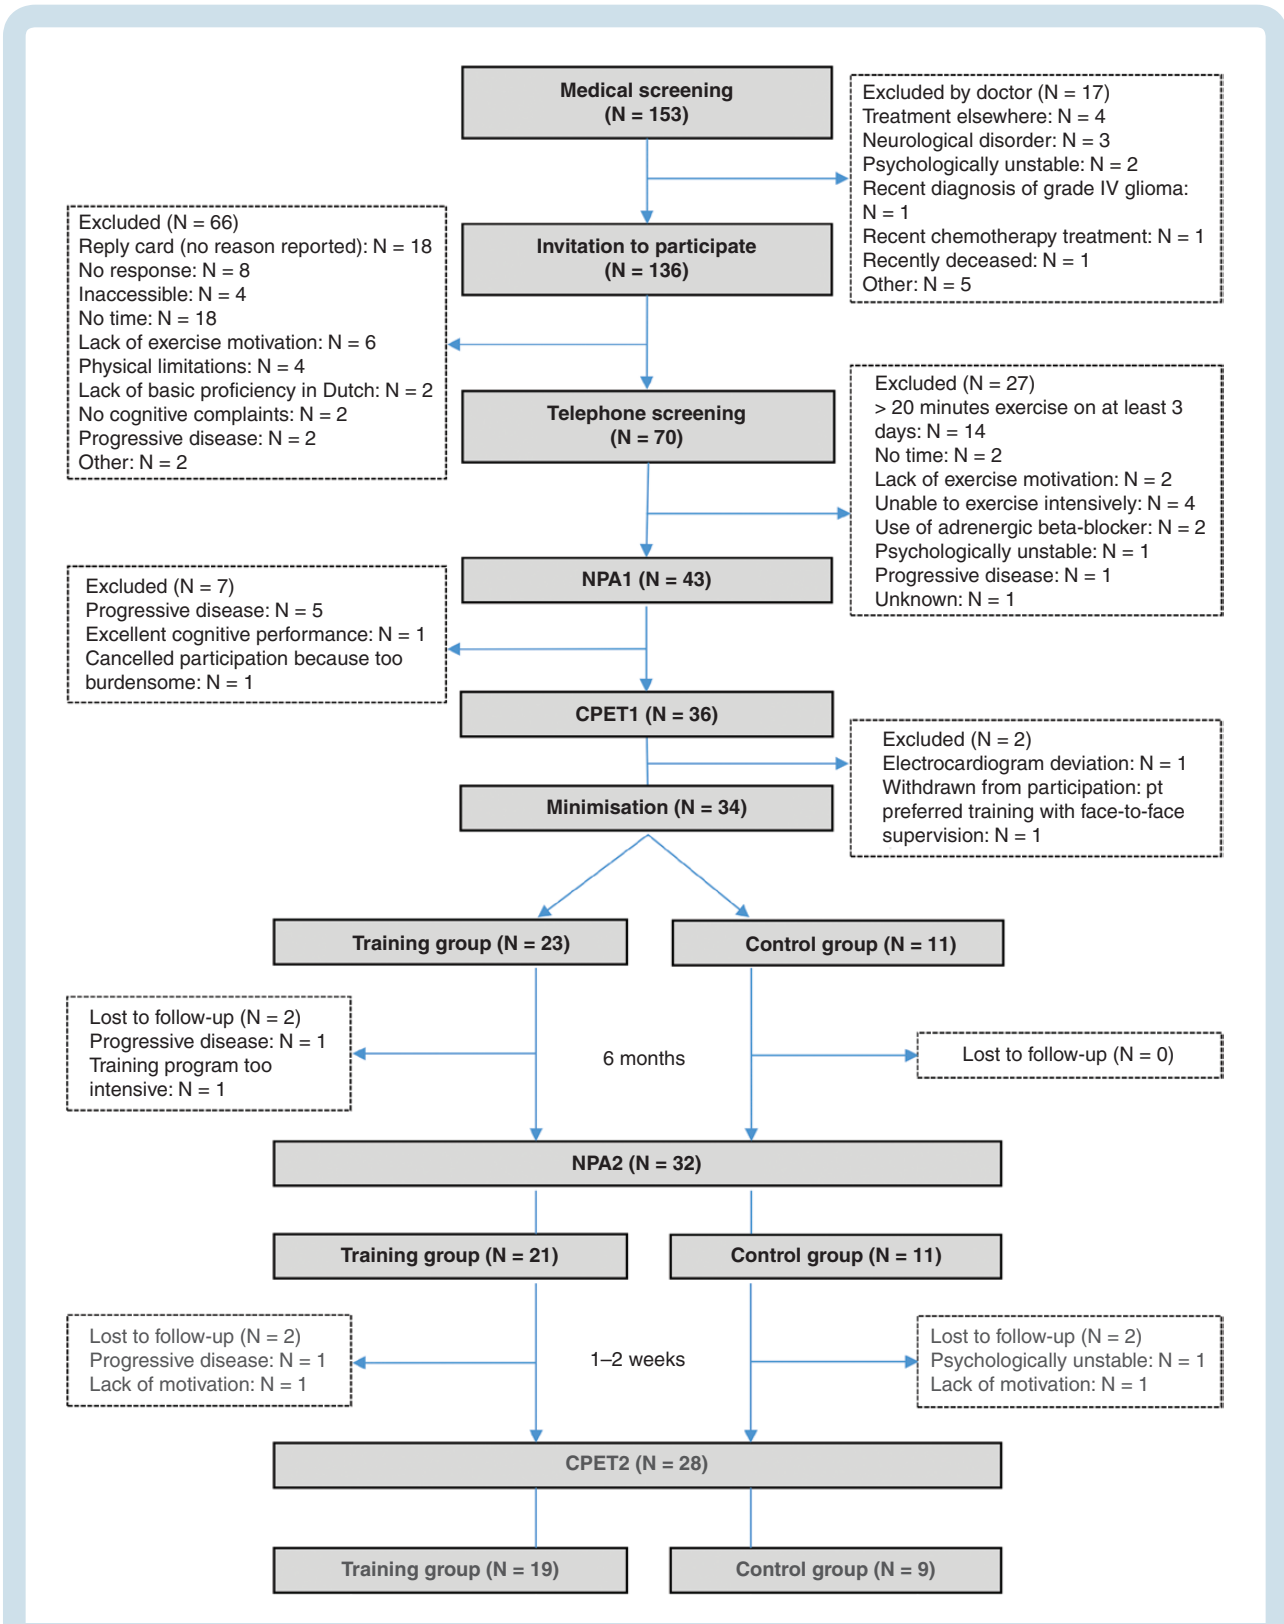 Medical screening
(N = 153)
Excluded by doctor (N = 17)
Treatment elsewhere: N = 4
Neurological disorder: N = 3
Psychologically unstable: N = 2
Recent diagnosis of grade IV glioma:
N = 1
Recent chemotherapy treatment: N = 1
Recently deceased: N = 1
Other: N = 5
Invitation to participate
(N = 136)
Excluded (N = 66)
Reply card (no reason reported): N = 18
No response: N = 8
Inaccessible: N = 4
No time: N = 18
Lack of exercise motivation: N = 6
Physical limitations: N = 4
Lack of basic proficiency in Dutch: N = 2
No cognitive complaints: N = 2
Progressive disease: N = 2
Other: N = 2
Telephone screening
(N = 70)
Excluded (N = 27)
> 20 minutes exercise on at least 3
days: N = 14
No time: N = 2
Lack of exercise motivation: N = 2
Unable to exercise intensively: N = 4
Use of adrenergic beta-blocker: N = 2
Psychologically unstable: N = 1
Progressive disease: N = 1
Unknown: N = 1
NPA1 (N = 43)
Excluded (N = 7)
Progressive disease: N = 5
Excellent cognitive performance: N = 1
Cancelled participation because too
burdensome: N = 1
CPET1 (N = 36)
Excluded (N = 2)
Electrocardiogram deviation: N = 1
Withdrawn from participation: pt
preferred training with face-to-face
supervision: N = 1
Minimisation (N = 34)
Training group (N = 23)
Control group (N = 11)
Lost to follow-up (N = 2)
Progressive disease: N = 1
Training program too
intensive: N = 1
6 months
Lost to follow-up (N = 0)
NPA2 (N = 32)
Training group (N = 21)
Control group (N = 11)
Lost to follow-up (N = 2)
Progressive disease: N = 1
Lack of motivation: N = 1
1–2 weeks
Lost to follow-up (N = 2)
Psychologically unstable: N = 1
Lack of motivation: N = 1
CPET2 (N = 28)
Training group (N = 19)
Control group (N = 9)